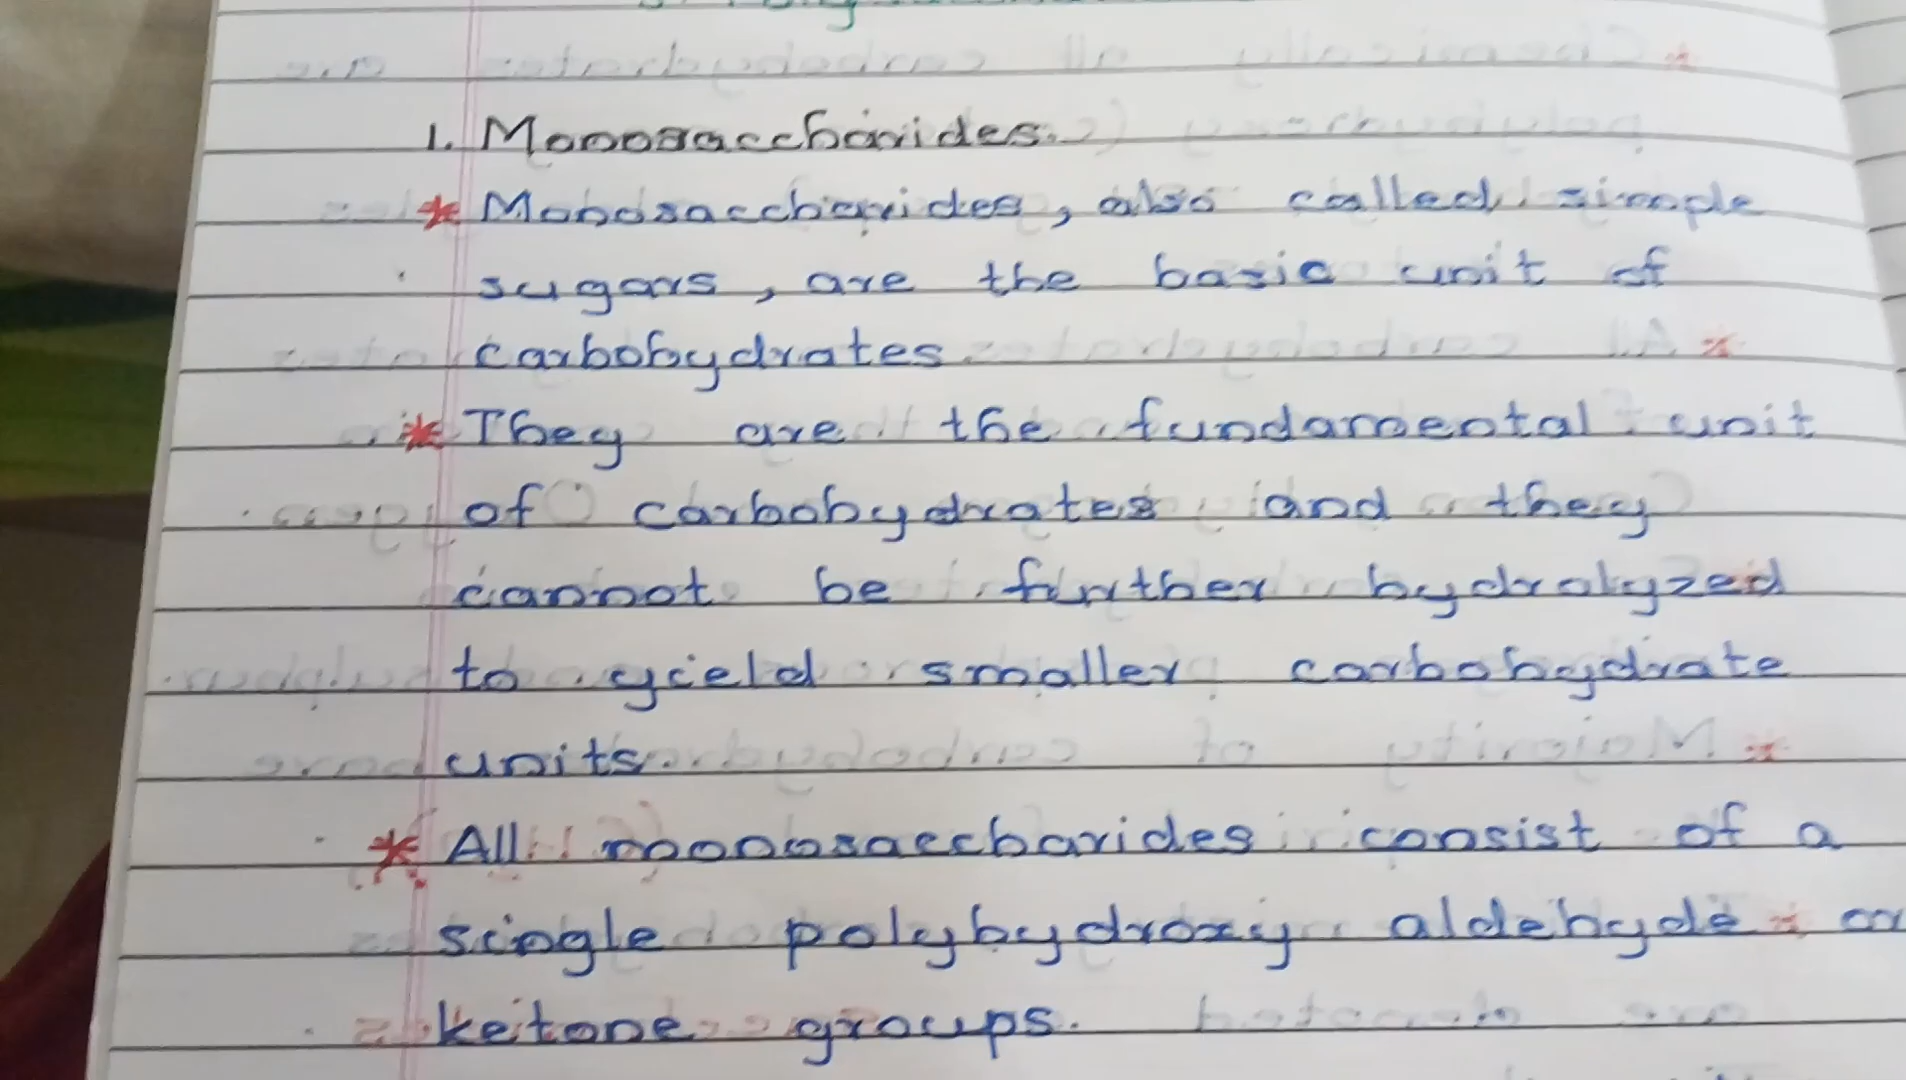 1. Monosaccharides.
* Monosaccharides, also called simple
sugars, are the basic unit of
carbohydrates
* They are the fundamental unit
of carbohydrates and they
cannot be further hydrolyzed
to yield smaller carbohydrate
units.
* All monosaccharides consist of a
single polyhydroxy aldehyde or
ketone groups.